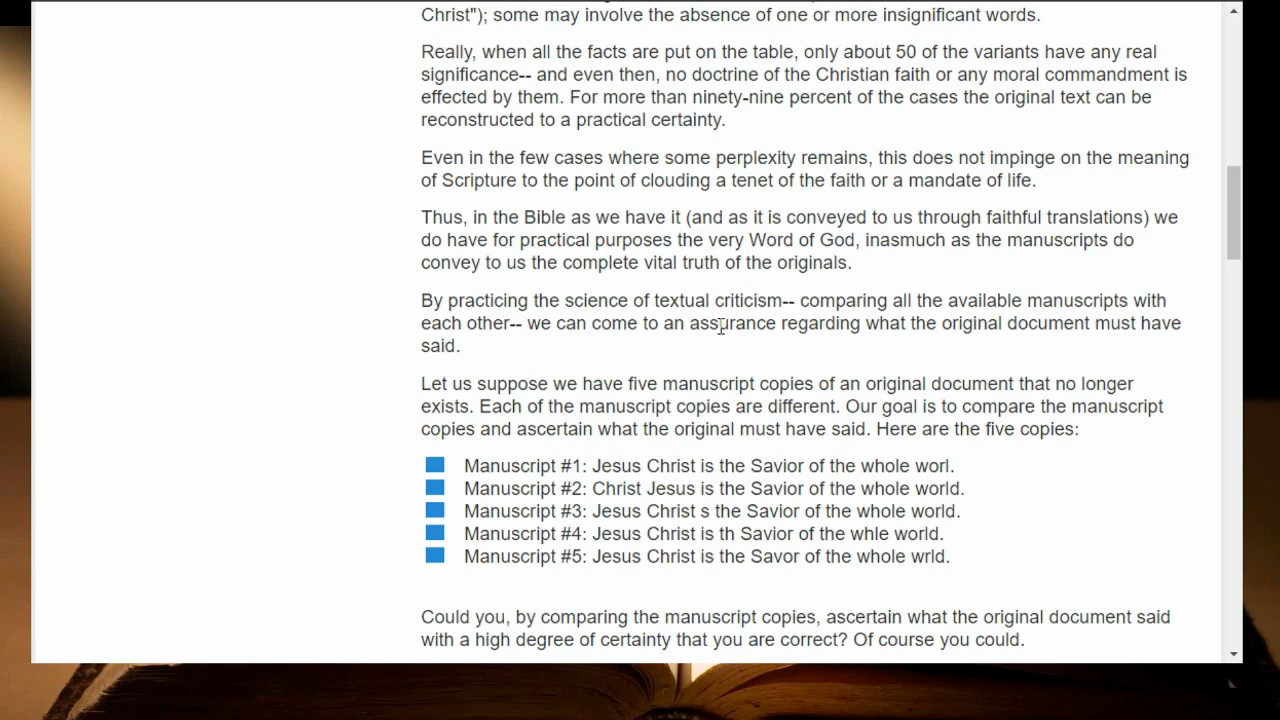 Christ"); some may involve the absence of one or more insignificant words.
Really, when all the facts are put on the table, only about 50 of the variants have any real
significance-- and even then, no doctrine of the Christian faith or any moral commandment is
effected by them. For more than ninety-nine percent of the cases the original text can be
reconstructed to a practical certainty.
Even in the few cases where some perplexity remains, this does not impinge on the meaning
of Scripture to the point of clouding a tenet of the faith or a mandate of life.
Thus, in the Bible as we have it (and as it is conveyed to us through faithful translations) we
do have for practical purposes the very Word of God, inasmuch as the manuscripts do
convey to us the complete vital truth of the originals.
By practicing the science of textual criticism-- comparing all the available manuscripts with
each other-- we can come to an assurance regarding what the original document must have
said.
Let us suppose we have five manuscript copies of an original document that no longer
exists. Each of the manuscript copies are different. Our goal is to compare the manuscript
copies and ascertain what the original must have said. Here are the five copies:
Manuscript #1: Jesus Christ is the Savior of the whole worl.
Manuscript #2: Christ Jesus is the Savior of the whole world.
Manuscript #3: Jesus Christ s the Savior of the whole world.
Manuscript #4: Jesus Christ is th Savior of the whle world.
Manuscript #5: Jesus Christ is the Savor of the whole wrld.
Could you, by comparing the manuscript copies, ascertain what the original document said
with a high degree of certainty that you are correct? Of course you could.